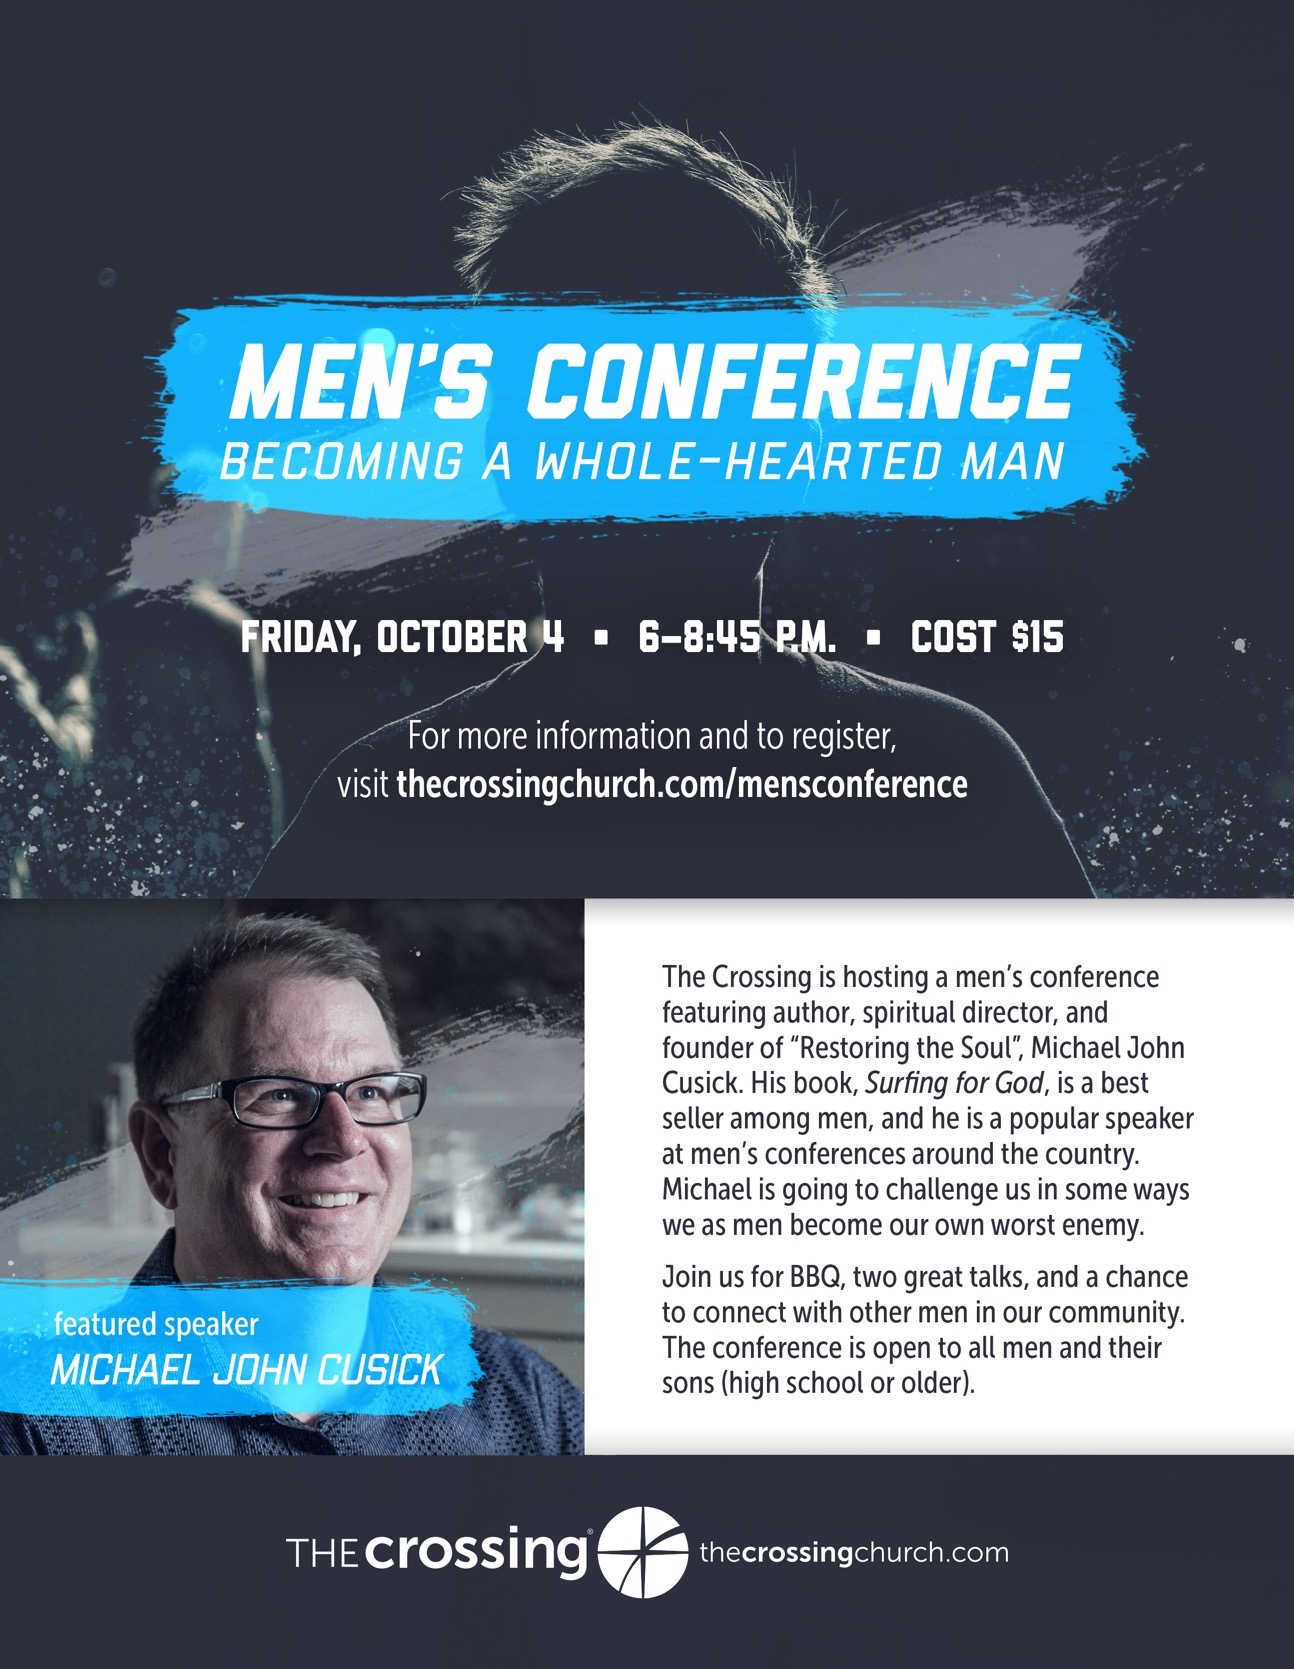 MEN'S CONFERENCE
BECOMING A WHOLE-HEARTED MAN
FRIDAY, OCTOBER 4 ▪ 6–8:45 P.M. ▪ COST $15
For more information and to register,
visit thecrossingchurch.com/mensconference
The Crossing is hosting a men's conference
featuring author, spiritual director, and
founder of “Restoring the Soul”, Michael John
Cusick. His book, Surfing for God, is a best
seller among men, and he is a popular speaker
at men's conferences around the country.
Michael is going to challenge us in some ways
we as men become our own worst enemy.
Join us for BBQ, two great talks, and a chance
to connect with other men in our community.
The conference is open to all men and their
sons (high school or older).
featured speaker
MICHAEL JOHN CUSICK
THE crossing® thecrossingchurch.com